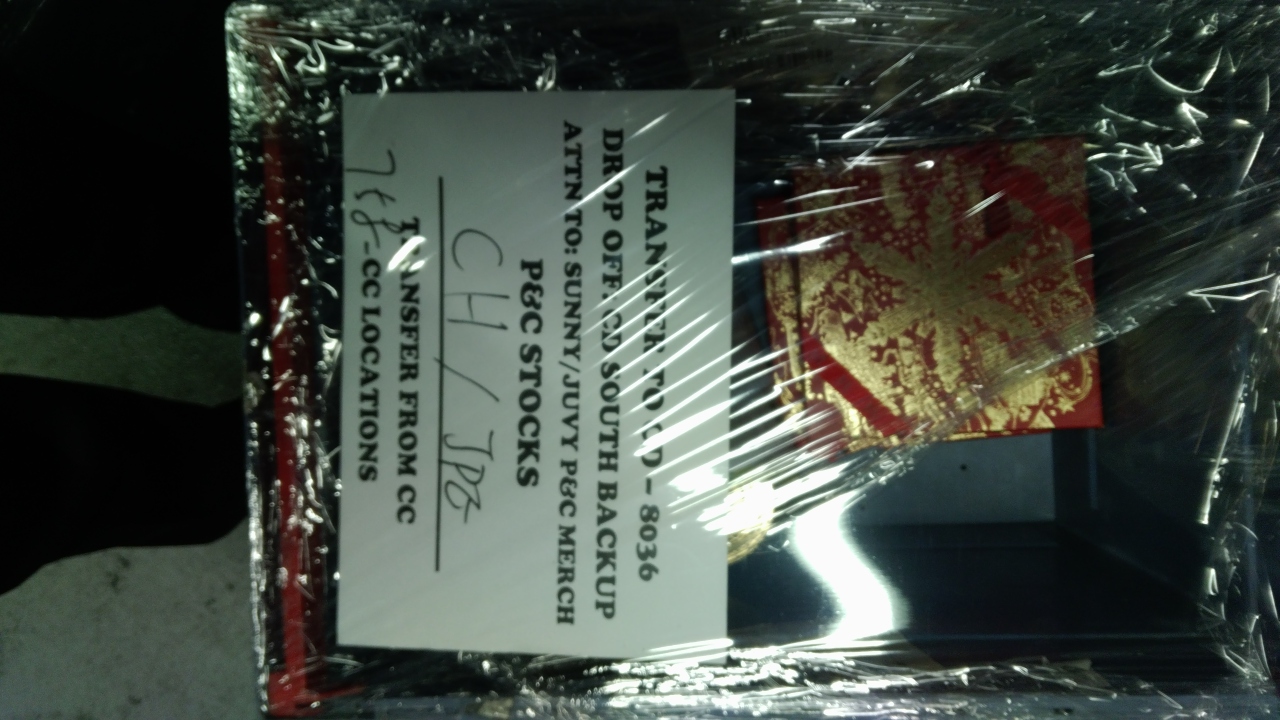 TRANSFER TO CD - 8036
DROP OFF: CD SOUTH BACKUP
ATTN TO: SUNNY/JUVY P&C MERCH
P&C STOCKS
CH /
TRANSFER FROM CC
-CC LOCATIONS